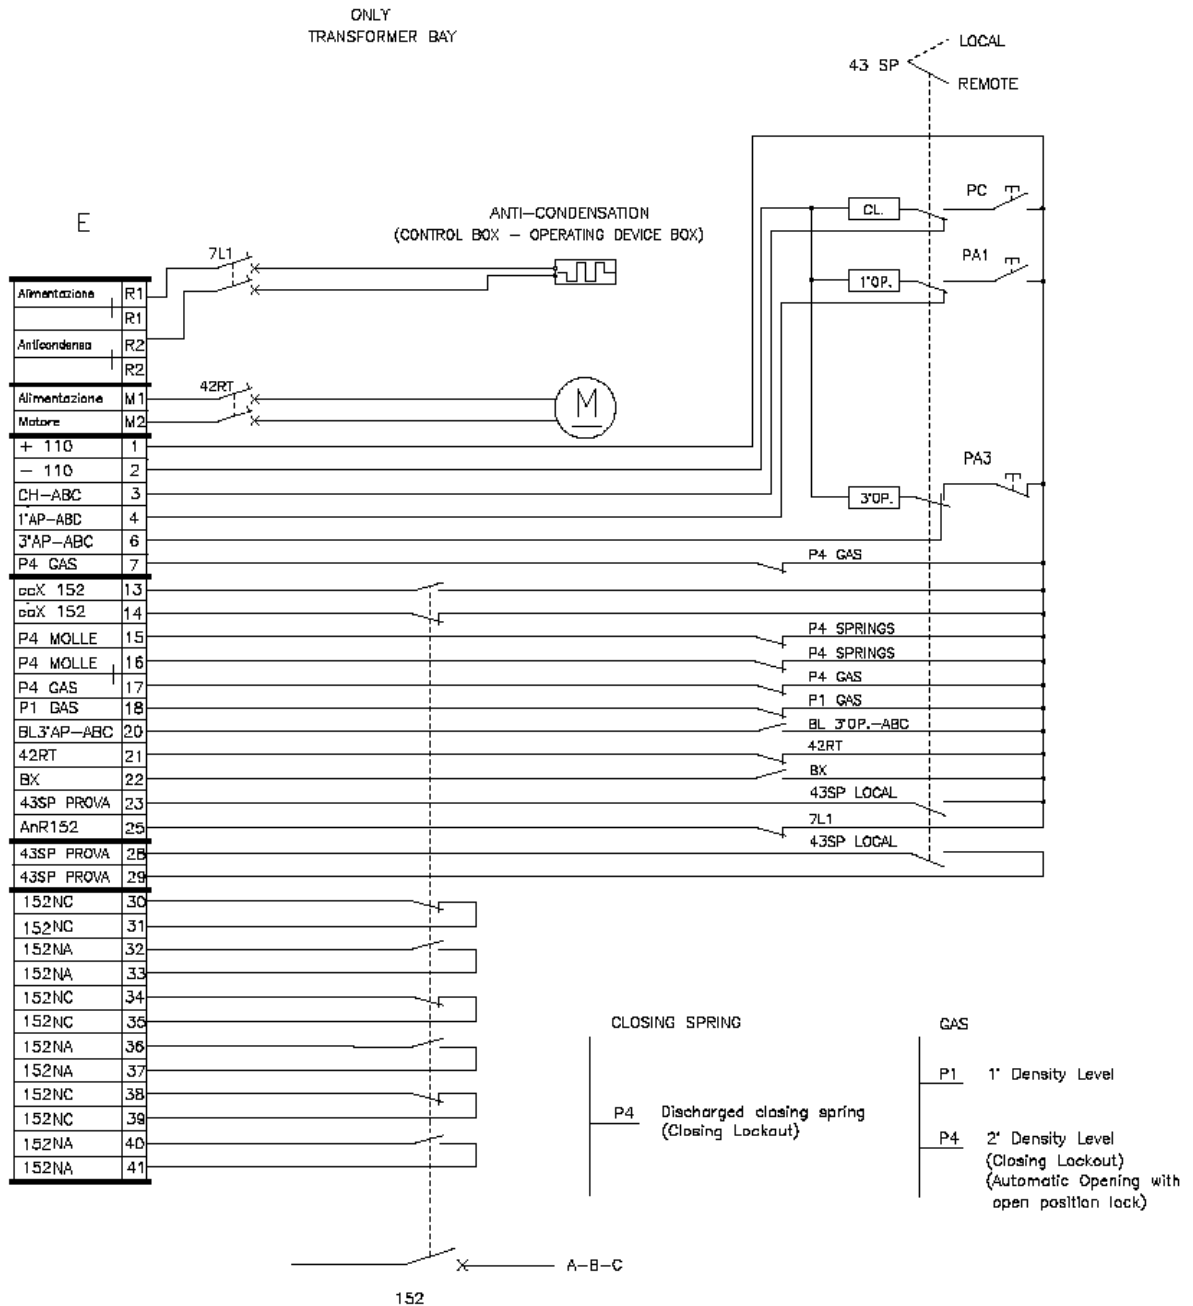 ONLY
TRANSFORMER BAY
LOCAL
43 SP
REMOTE
E
ANTI-CONDENSATION
(CONTROL BOX - OPERATING DEVICE BOX)
7L1
CL.
PC
1°OP.
PA1
3°OP.
PA3
42RT
M
Alimentazione R1
R1
Anticondensa R2
R2
Alimentazione M1
Motore M2
+ 110 1
- 110 2
CH-ABC 3
1°AP-ABC 4
3°AP-ABC 6
P4 GAS 7
P4 GAS
ccX 152 13
caX 152 14
P4 MOLLE 15
P4 SPRINGS
P4 MOLLE 16
P4 SPRINGS
P4 GAS 17
P4 GAS
P1 GAS 18
P1 GAS
BL3°AP-ABC 20
BL 3°OP.-ABC
42RT 21
42RT
BX 22
BX
43SP PROVA 23
43SP LOCAL
AnR152 25
7L1
43SP PROVA 28
43SP LOCAL
43SP PROVA 29
152NC 30
152NC 31
152NA 32
152NA 33
152NC 34
152NC 35
152NA 36
152NA 37
152NC 38
152NC 39
152NA 40
152NA 41
CLOSING SPRING
P4 Discharged closing spring
(Closing Lockout)
GAS
P1 1° Density Level
P4 2° Density Level
(Closing Lockout)
(Automatic Opening with
open position lock)
A-B-C
152